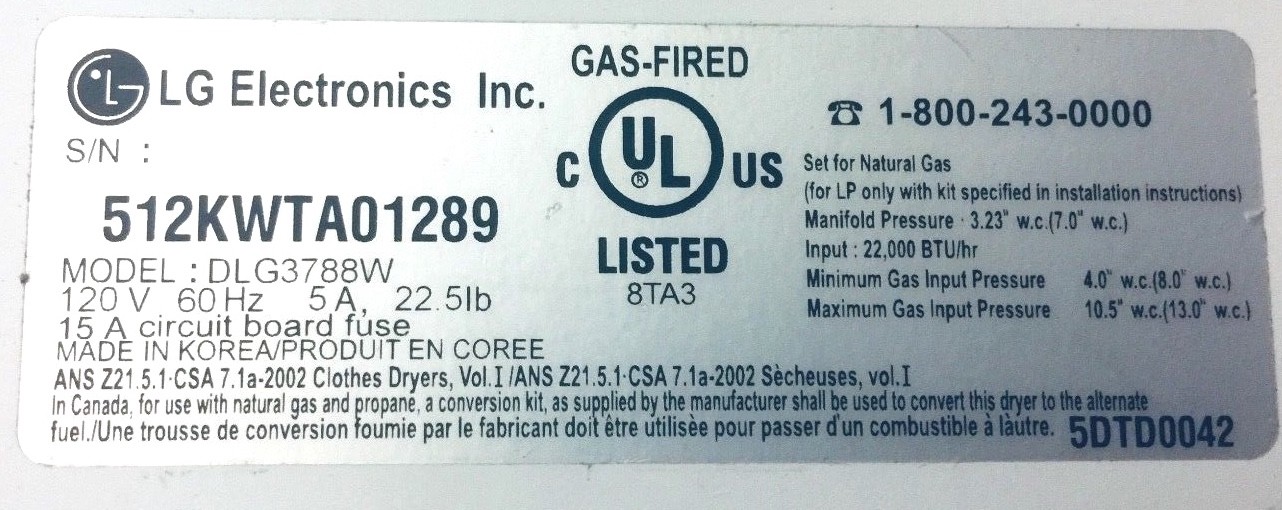 LG Electronics Inc.
S/N :
512KWTA01289
MODEL : DLG3788W
120 V 60 Hz 5 A, 22.5lb
15 A circuit board fuse
MADE IN KOREA/PRODUIT EN COREE
GAS-FIRED
C UL® US
LISTED
8TA3
☎ 1-800-243-0000
Set for Natural Gas
(for LP only with kit specified in installation instructions)
Manifold Pressure · 3.23" w.c.(7.0" w.c.)
Input : 22,000 BTU/hr
Minimum Gas Input Pressure 4.0" w.c.(8.0" w.c.)
Maximum Gas Input Pressure 10.5" w.c.(13.0" w.c.)
ANS Z21.5.1·CSA 7.1a-2002 Clothes Dryers, Vol.I /ANS Z21.5.1·CSA 7.1a-2002 Sècheuses, vol.I
In Canada, for use with natural gas and propane, a conversion kit, as supplied by the manufacturer shall be used to convert this dryer to the alternate
fuel./Une trousse de conversion foumie par le fabricant doit être utilisèe pour passer d'un combustible à làutre.
5DTD0042